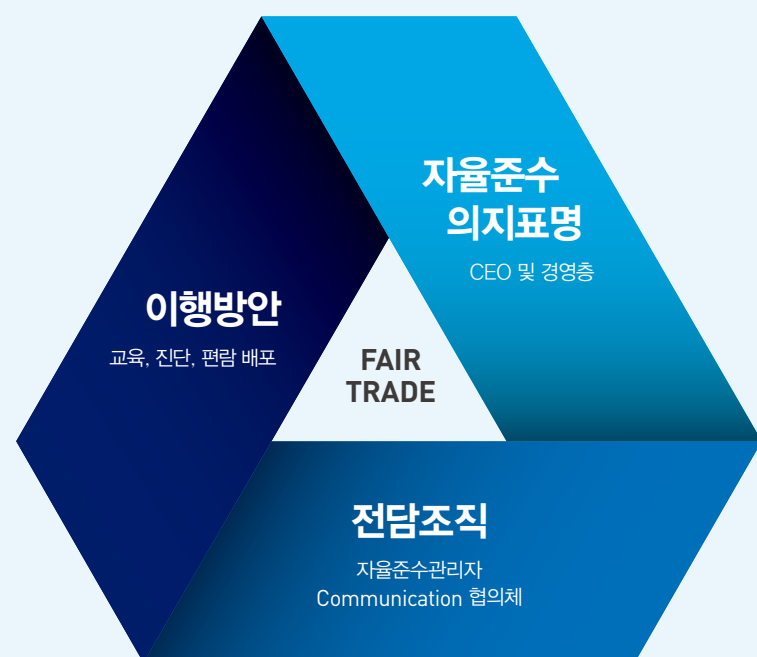 자율준수
의지표명
CEO 및 경영층
이행방안
교육, 진단, 편람 배포
FAIR
TRADE
전담조직
자율준수관리자
Communication 협의체